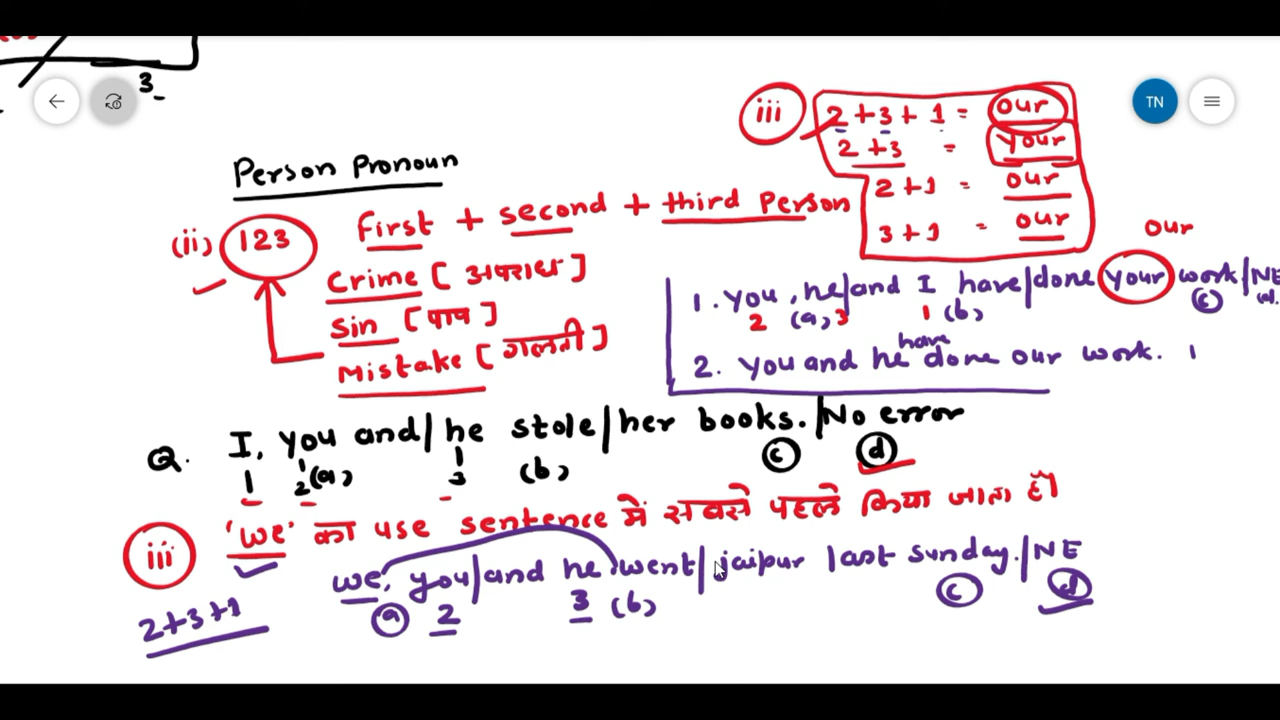 3
TN
Person Pronoun
(ii) 123 First + second + third Person
Crime [अपराध]
Sin [पाप]
Mistake [गलती]
iii 2 + 3 + 1 = our
2 + 3 = your
2 + 1 = our
3 + 1 = our
our
1. You, he/and I have/done your work/NE
2 (a) 3 1 (b) (c) (d)
have
2. You and he done our work. 1
Q. I, you and/he stole/her books./No error
1 2 (a) 3 (b) (c) (d)
iii 'we' का use sentence में सबसे पहले किया जाता है
we, you/and he went/jaipur last sunday./NE
(a) 2 3 (b) (c) (d)
2+3+1